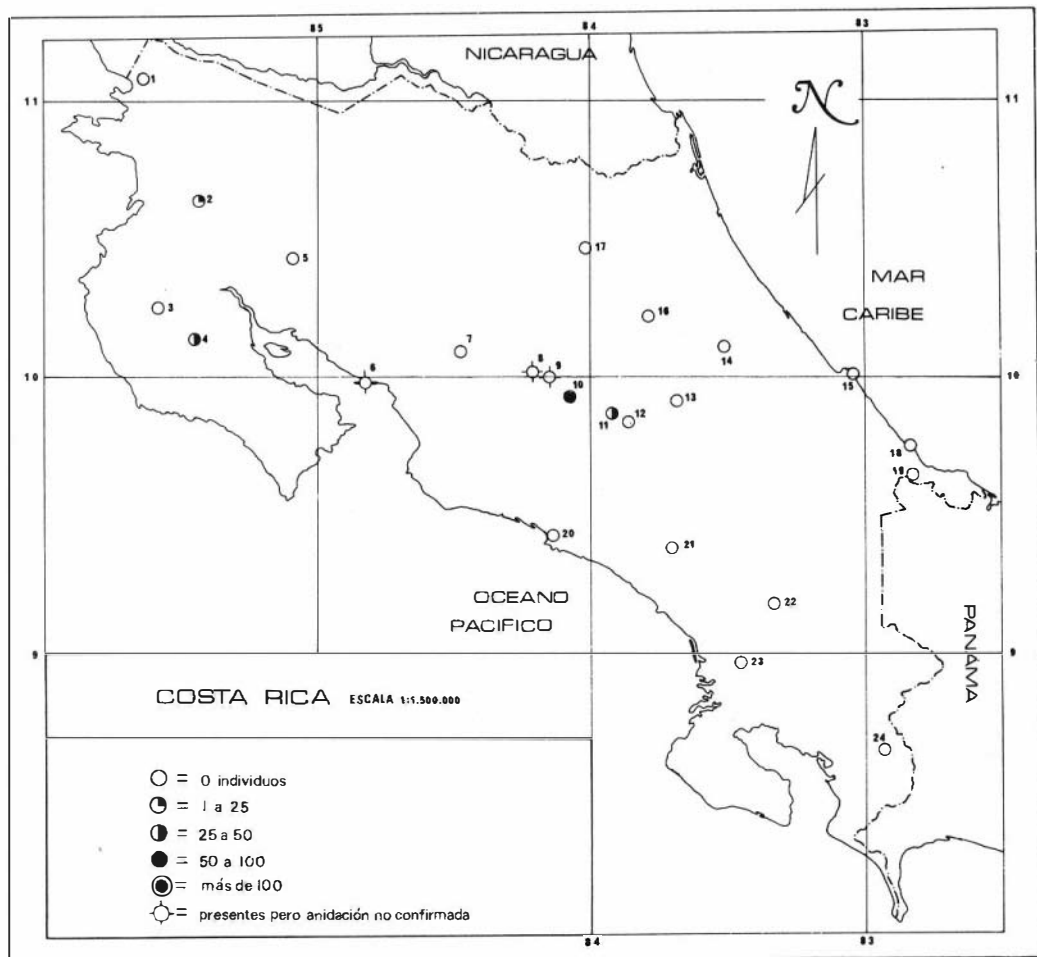 85
84
83
NICARAGUA
N
1
11
11
2
17
5
MAR
CARIBE
3
16
4
7
14
8
9
6
10
10
10
15
13
11
12
18
19
20
21
OCEANO
PACIFICO
22
PANÁMA
9
9
23
COSTA RICA ESCALA 1:1.500.000
24
= 0 individuos
= 1 a 25
= 25 a 50
= 50 a 100
= más de 100
= presentes pero anidación no confirmada
84
83